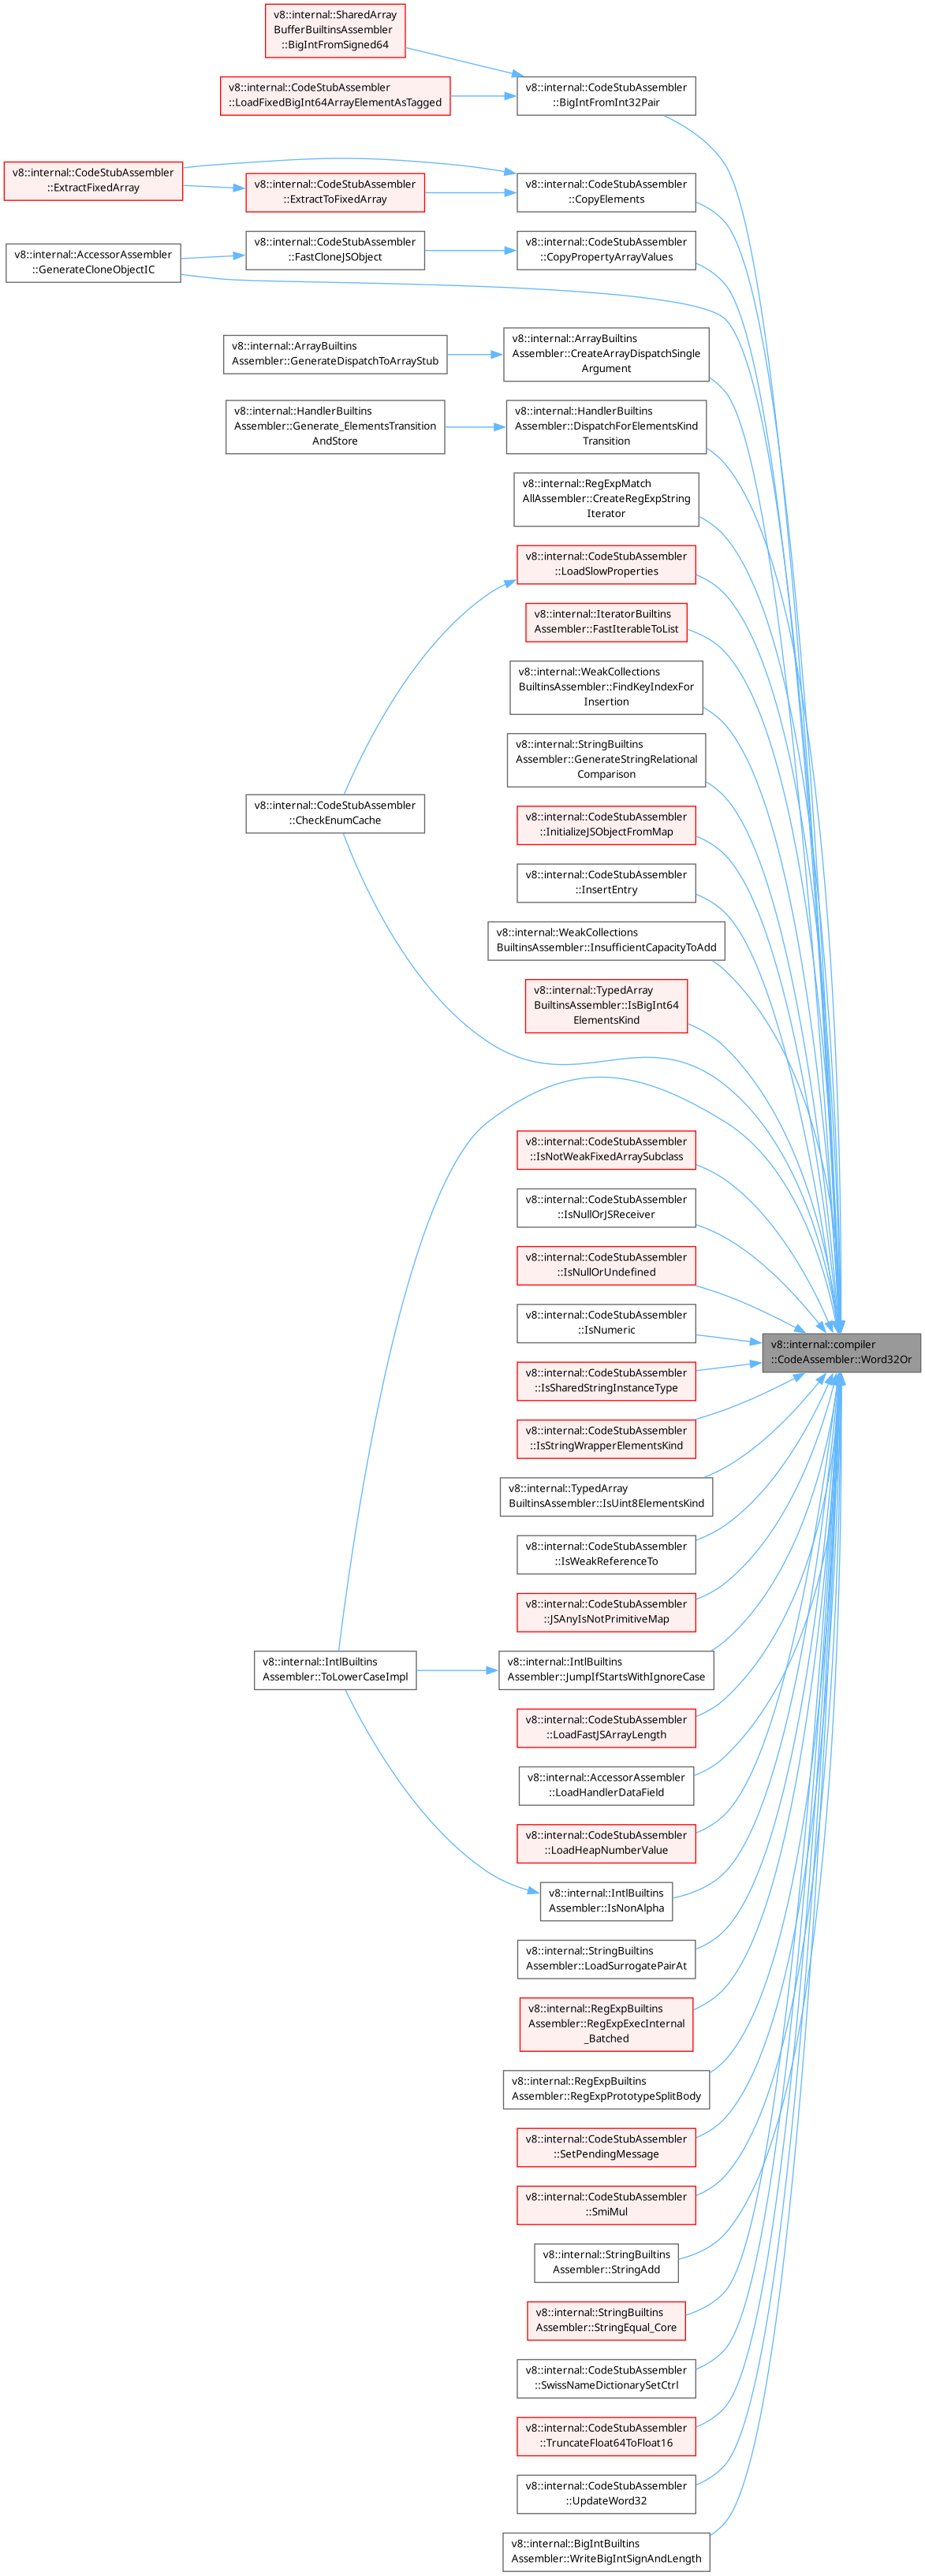 v8::internal::SharedArray
BufferBuiltinsAssembler
::BigIntFromSigned64
v8::internal::CodeStubAssembler
::LoadFixedBigInt64ArrayElementAsTagged
v8::internal::CodeStubAssembler
::BigIntFromInt32Pair
v8::internal::CodeStubAssembler
::ExtractFixedArray
v8::internal::CodeStubAssembler
::ExtractToFixedArray
v8::internal::CodeStubAssembler
::CopyElements
v8::internal::AccessorAssembler
::GenerateCloneObjectIC
v8::internal::CodeStubAssembler
::FastCloneJSObject
v8::internal::CodeStubAssembler
::CopyPropertyArrayValues
v8::internal::ArrayBuiltins
Assembler::GenerateDispatchToArrayStub
v8::internal::ArrayBuiltins
Assembler::CreateArrayDispatchSingle
Argument
v8::internal::HandlerBuiltins
Assembler::Generate_ElementsTransition
AndStore
v8::internal::HandlerBuiltins
Assembler::DispatchForElementsKind
Transition
v8::internal::RegExpMatch
AllAssembler::CreateRegExpString
Iterator
v8::internal::CodeStubAssembler
::LoadSlowProperties
v8::internal::IteratorBuiltins
Assembler::FastIterableToList
v8::internal::WeakCollections
BuiltinsAssembler::FindKeyIndexFor
Insertion
v8::internal::StringBuiltins
Assembler::GenerateStringRelational
Comparison
v8::internal::CodeStubAssembler
::CheckEnumCache
v8::internal::CodeStubAssembler
::InitializeJSObjectFromMap
v8::internal::CodeStubAssembler
::InsertEntry
v8::internal::WeakCollections
BuiltinsAssembler::InsufficientCapacityToAdd
v8::internal::TypedArray
BuiltinsAssembler::IsBigInt64
ElementsKind
v8::internal::CodeStubAssembler
::IsNotWeakFixedArraySubclass
v8::internal::CodeStubAssembler
::IsNullOrJSReceiver
v8::internal::CodeStubAssembler
::IsNullOrUndefined
v8::internal::CodeStubAssembler
::IsNumeric
v8::internal::compiler
::CodeAssembler::Word32Or
v8::internal::CodeStubAssembler
::IsSharedStringInstanceType
v8::internal::CodeStubAssembler
::IsStringWrapperElementsKind
v8::internal::TypedArray
BuiltinsAssembler::IsUint8ElementsKind
v8::internal::CodeStubAssembler
::IsWeakReferenceTo
v8::internal::CodeStubAssembler
::JSAnyIsNotPrimitiveMap
v8::internal::IntlBuiltins
Assembler::ToLowerCaseImpl
v8::internal::IntlBuiltins
Assembler::JumpIfStartsWithIgnoreCase
v8::internal::CodeStubAssembler
::LoadFastJSArrayLength
v8::internal::AccessorAssembler
::LoadHandlerDataField
v8::internal::CodeStubAssembler
::LoadHeapNumberValue
v8::internal::IntlBuiltins
Assembler::IsNonAlpha
v8::internal::StringBuiltins
Assembler::LoadSurrogatePairAt
v8::internal::RegExpBuiltins
Assembler::RegExpExecInternal
_Batched
v8::internal::RegExpBuiltins
Assembler::RegExpPrototypeSplitBody
v8::internal::CodeStubAssembler
::SetPendingMessage
v8::internal::CodeStubAssembler
::SmiMul
v8::internal::StringBuiltins
Assembler::StringAdd
v8::internal::StringBuiltins
Assembler::StringEqual_Core
v8::internal::CodeStubAssembler
::SwissNameDictionarySetCtrl
v8::internal::CodeStubAssembler
::TruncateFloat64ToFloat16
v8::internal::CodeStubAssembler
::UpdateWord32
v8::internal::BigIntBuiltins
Assembler::WriteBigIntSignAndLength